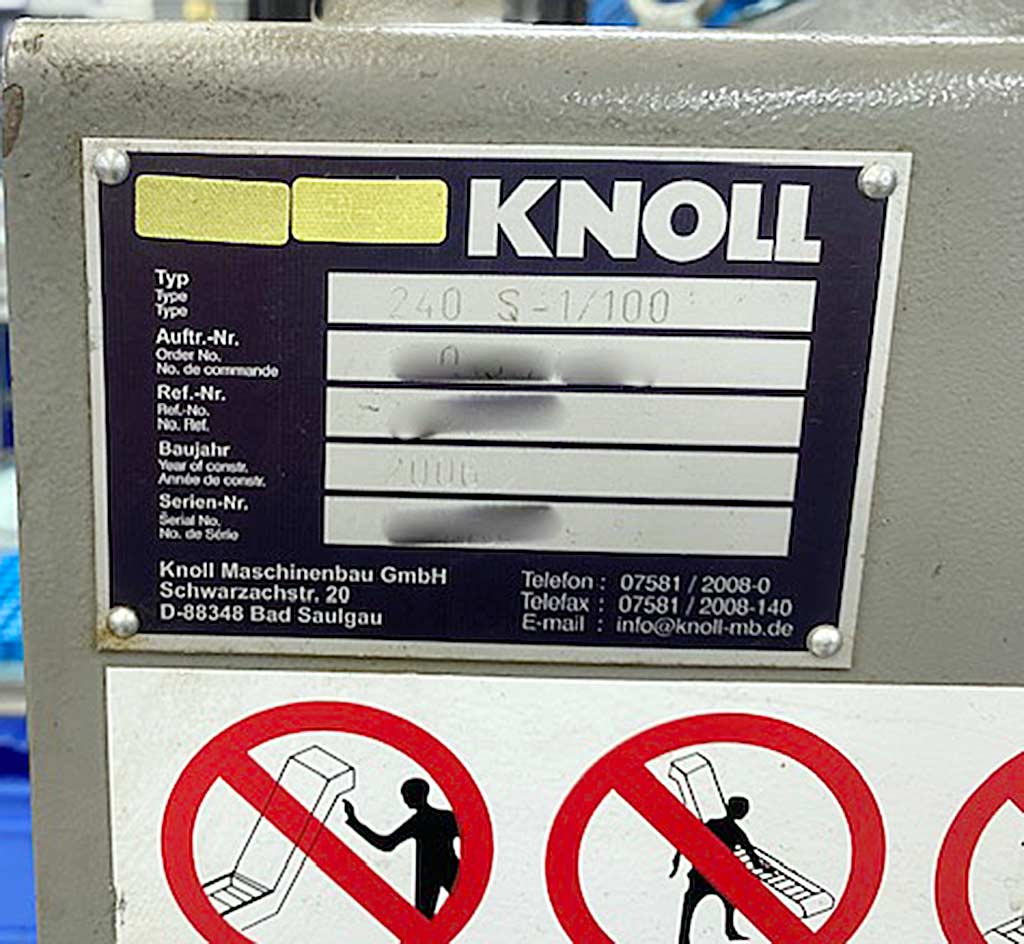 KNOLL
Typ
Type
Type
240 S-1/100
Auftr.-Nr.
Order No.
No. de commande
Ref.-Nr.
Ref.-No.
No. Ref.
Baujahr
Year of constr.
Année de constr.
2006
Serien-Nr.
Serial No.
No. de Série
Knoll Maschinenbau GmbH
Schwarzachstr. 20
D-88348 Bad Saulgau
Telefon : 07581 / 2008-0
Telefax : 07581 / 2008-140
E-mail : info@knoll-mb.de